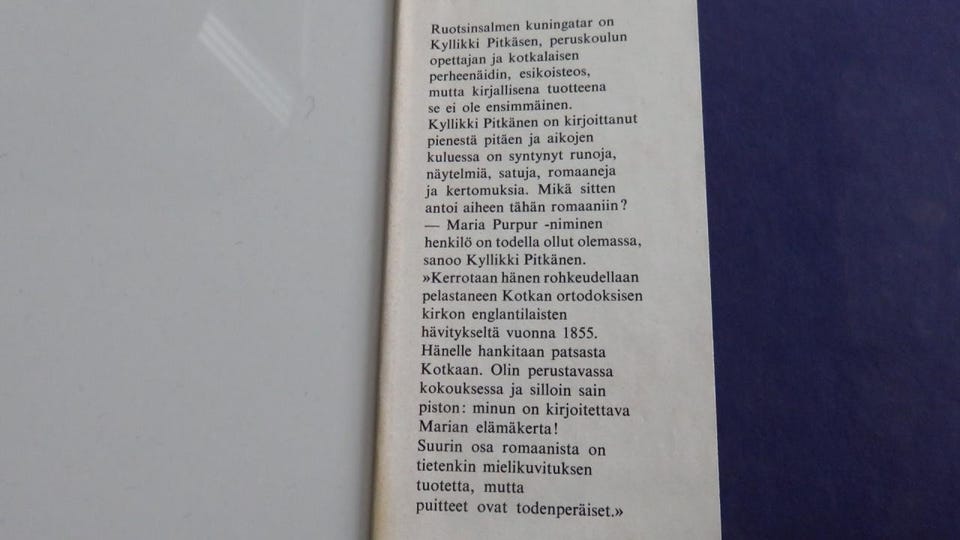 Ruotsinsalmen kuningatar on
Kyllikki Pitkäsen, peruskoulun
opettajan ja kotkalaisen
perheenäidin, esikoisteos,
mutta kirjallisena tuotteena
se ei ole ensimmäinen.
Kyllikki Pitkänen on kirjoittanut
pienestä pitäen ja aikojen
kuluessa on syntynyt runoja,
näytelmiä, satuja, romaaneja
ja kertomuksia. Mikä sitten
antoi aiheen tähän romaaniin?
— Maria Purpur -niminen
henkilö on todella ollut olemassa,
sanoo Kyllikki Pitkänen.
»Kerrotaan hänen rohkeudellaan
pelastaneen Kotkan ortodoksisen
kirkon englantilaisten
hävitykseltä vuonna 1855.
Hänelle hankitaan patsasta
Kotkaan. Olin perustavassa
kokouksessa ja silloin sain
piston: minun on kirjoitettava
Marian elämäkerta!
Suurin osa romaanista on
tietenkin mielikuvituksen
tuotetta, mutta
puitteet ovat todenperäiset.»